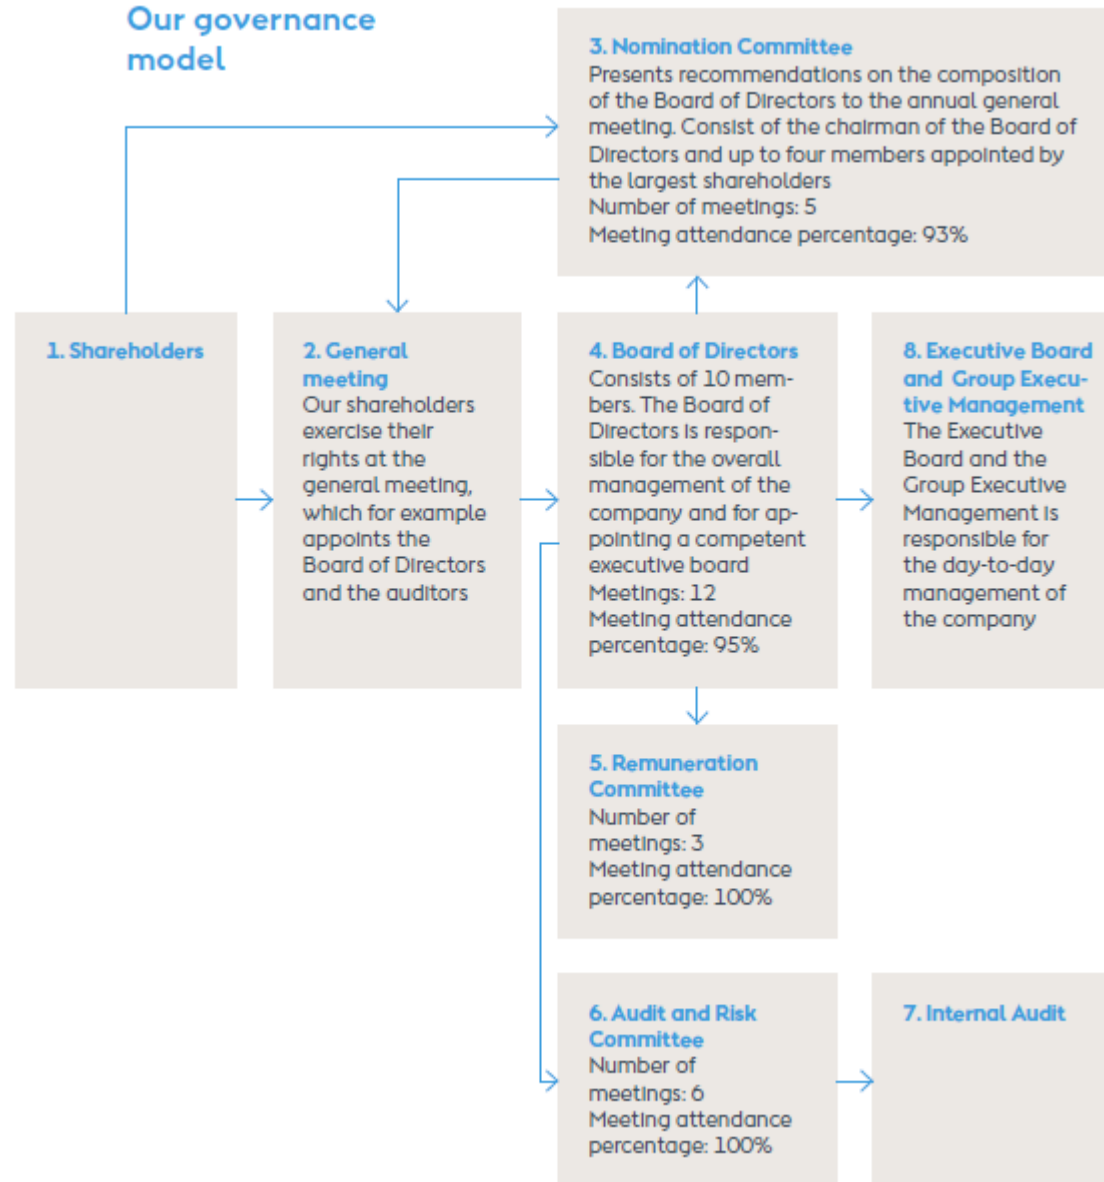 Our governance
model
3. Nomination Committee
Presents recommendations on the composition
of the Board of Directors to the annual general
meeting. Consist of the chairman of the Board of
Directors and up to four members appointed by
the largest shareholders
Number of meetings: 5
Meeting attendance percentage: 93%
1. Shareholders
2. General
meeting
Our shareholders
exercise their
rights at the
general meeting,
which for example
appoints the
Board of Directors
and the auditors
4. Board of Directors
Consists of 10 mem-
bers. The Board of
Directors is respon-
sible for the overall
management of the
company and for ap-
pointing a competent
executive board
Meetings: 12
Meeting attendance
percentage: 95%
8. Executive Board
and Group Execu-
tive Management
The Executive
Board and the
Group Executive
Management is
responsible for
the day-to-day
management of
the company
5. Remuneration
Committee
Number of
meetings: 3
Meeting attendance
percentage: 100%
6. Audit and Risk
Committee
Number of
meetings: 6
Meeting attendance
percentage: 100%
7. Internal Audit